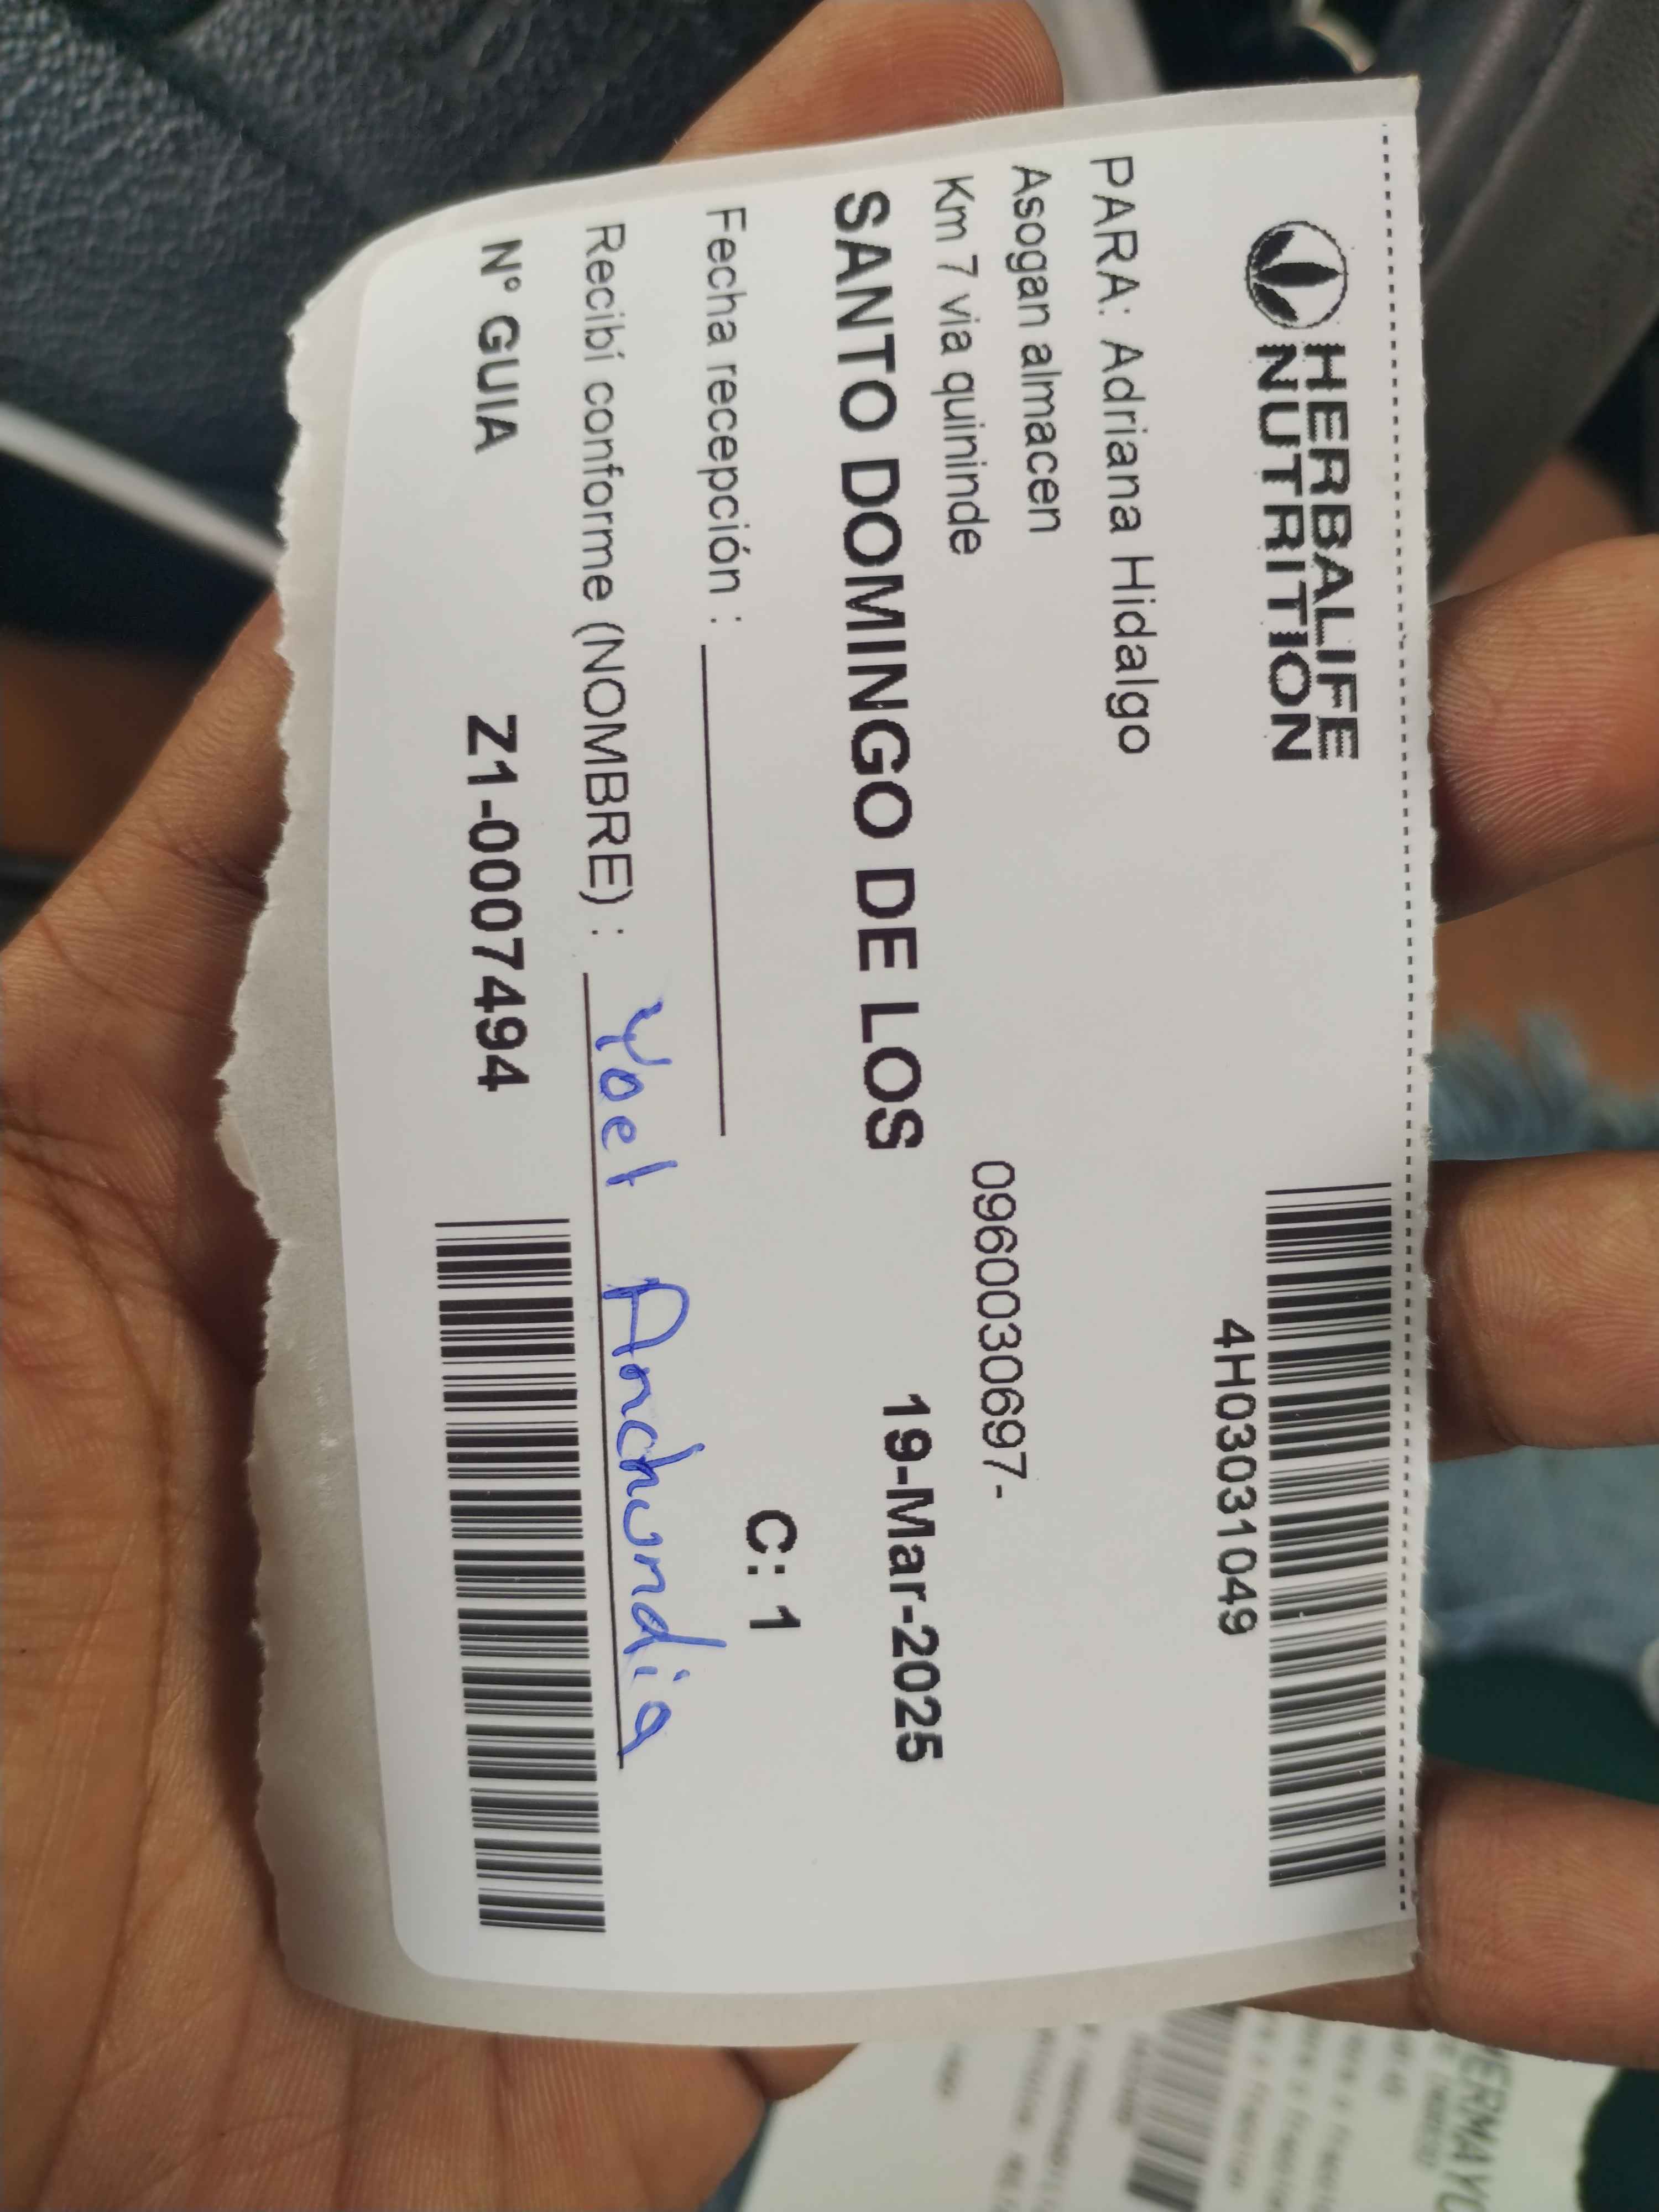 HERBALIFE
NUTRITION
4H03031049
PARA: Adriana Hidalgo
Asogan almacen
Km 7 via quininde
0960030697-
SANTO DOMINGO DE LOS
19-Mar-2025
Fecha recepción :
C: 1
Recibí conforme (NOMBRE) : Yoel Anchundia
N° GUIA Z1-0007494